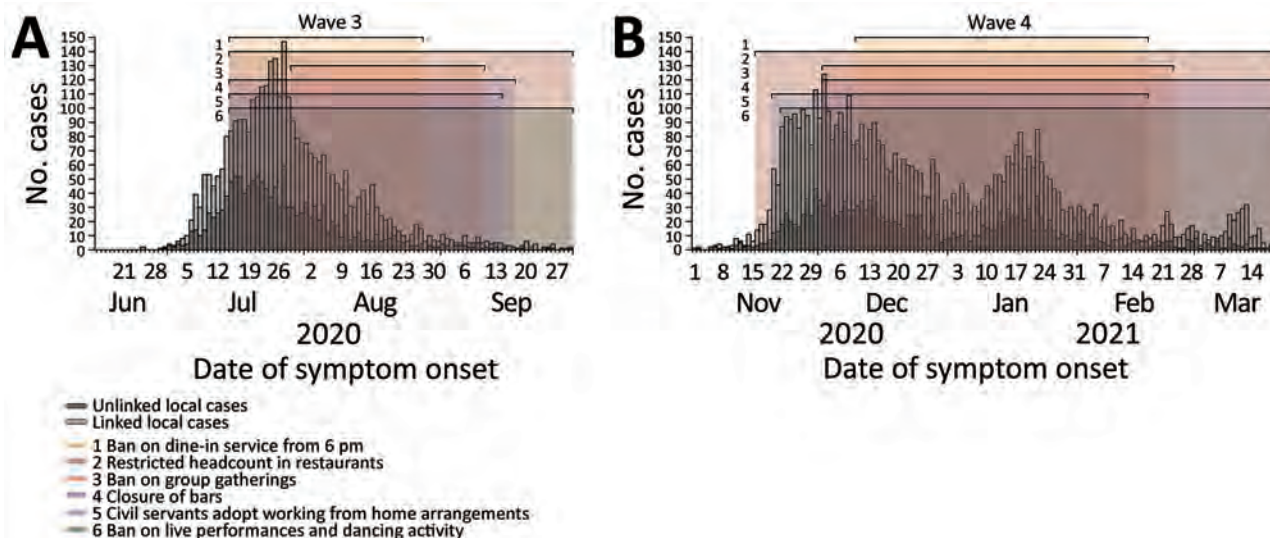 A
Wave 3
150
140
130
120
110
100
90
80
70
60
50
40
30
20
10
0
1
2
3
4
5
6
No. cases
21 28 5 12 19 26 2 9 16 23 30 6 13 20 27
Jun Jul Aug Sep
2020
Date of symptom onset
B
Wave 4
150
140
130
120
110
100
90
80
70
60
50
40
30
20
10
0
1
2
3
4
5
6
No. cases
1 8 15 22 29 6 13 20 27 3 10 17 24 31 7 14 21 28 7 14
Nov Dec Jan Feb Mar
2020 2021
Date of symptom onset
Unlinked local cases
Linked local cases
1 Ban on dine-in service from 6 pm
2 Restricted headcount in restaurants
3 Ban on group gatherings
4 Closure of bars
5 Civil servants adopt working from home arrangements
6 Ban on live performances and dancing activity